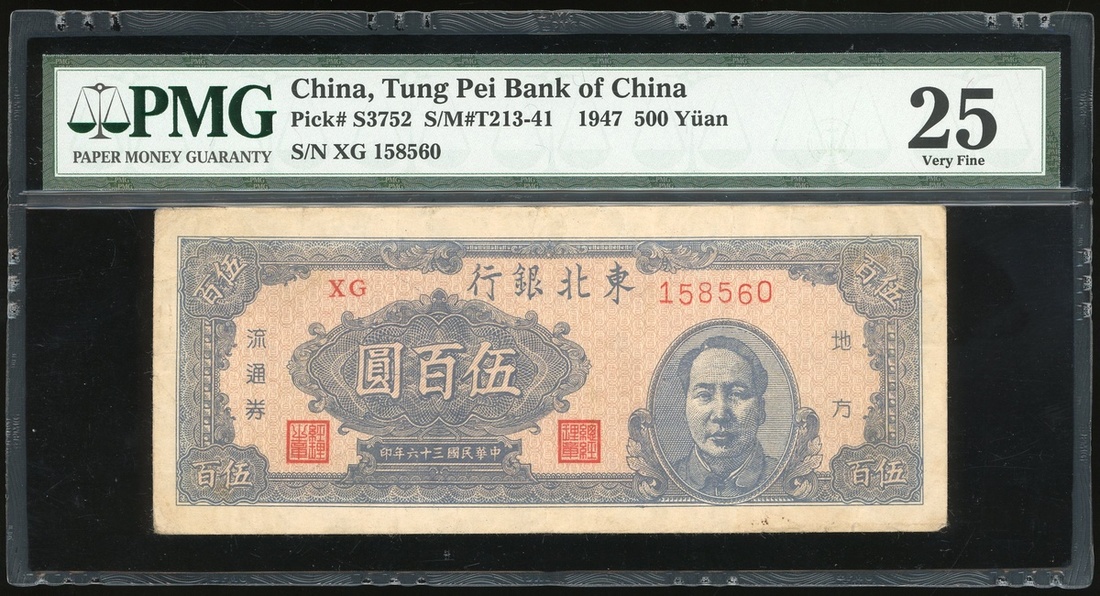 PMG
PAPER MONEY GUARANTY
China, Tung Pei Bank of China
Pick# S3752 S/M#T213-41 1947 500 Yüan
S/N XG 158560
25
Very Fine
伍百
伍百
東北銀行
XG
158560
地方
流通券
伍百圓
中華民國三十六年印
伍百
伍百